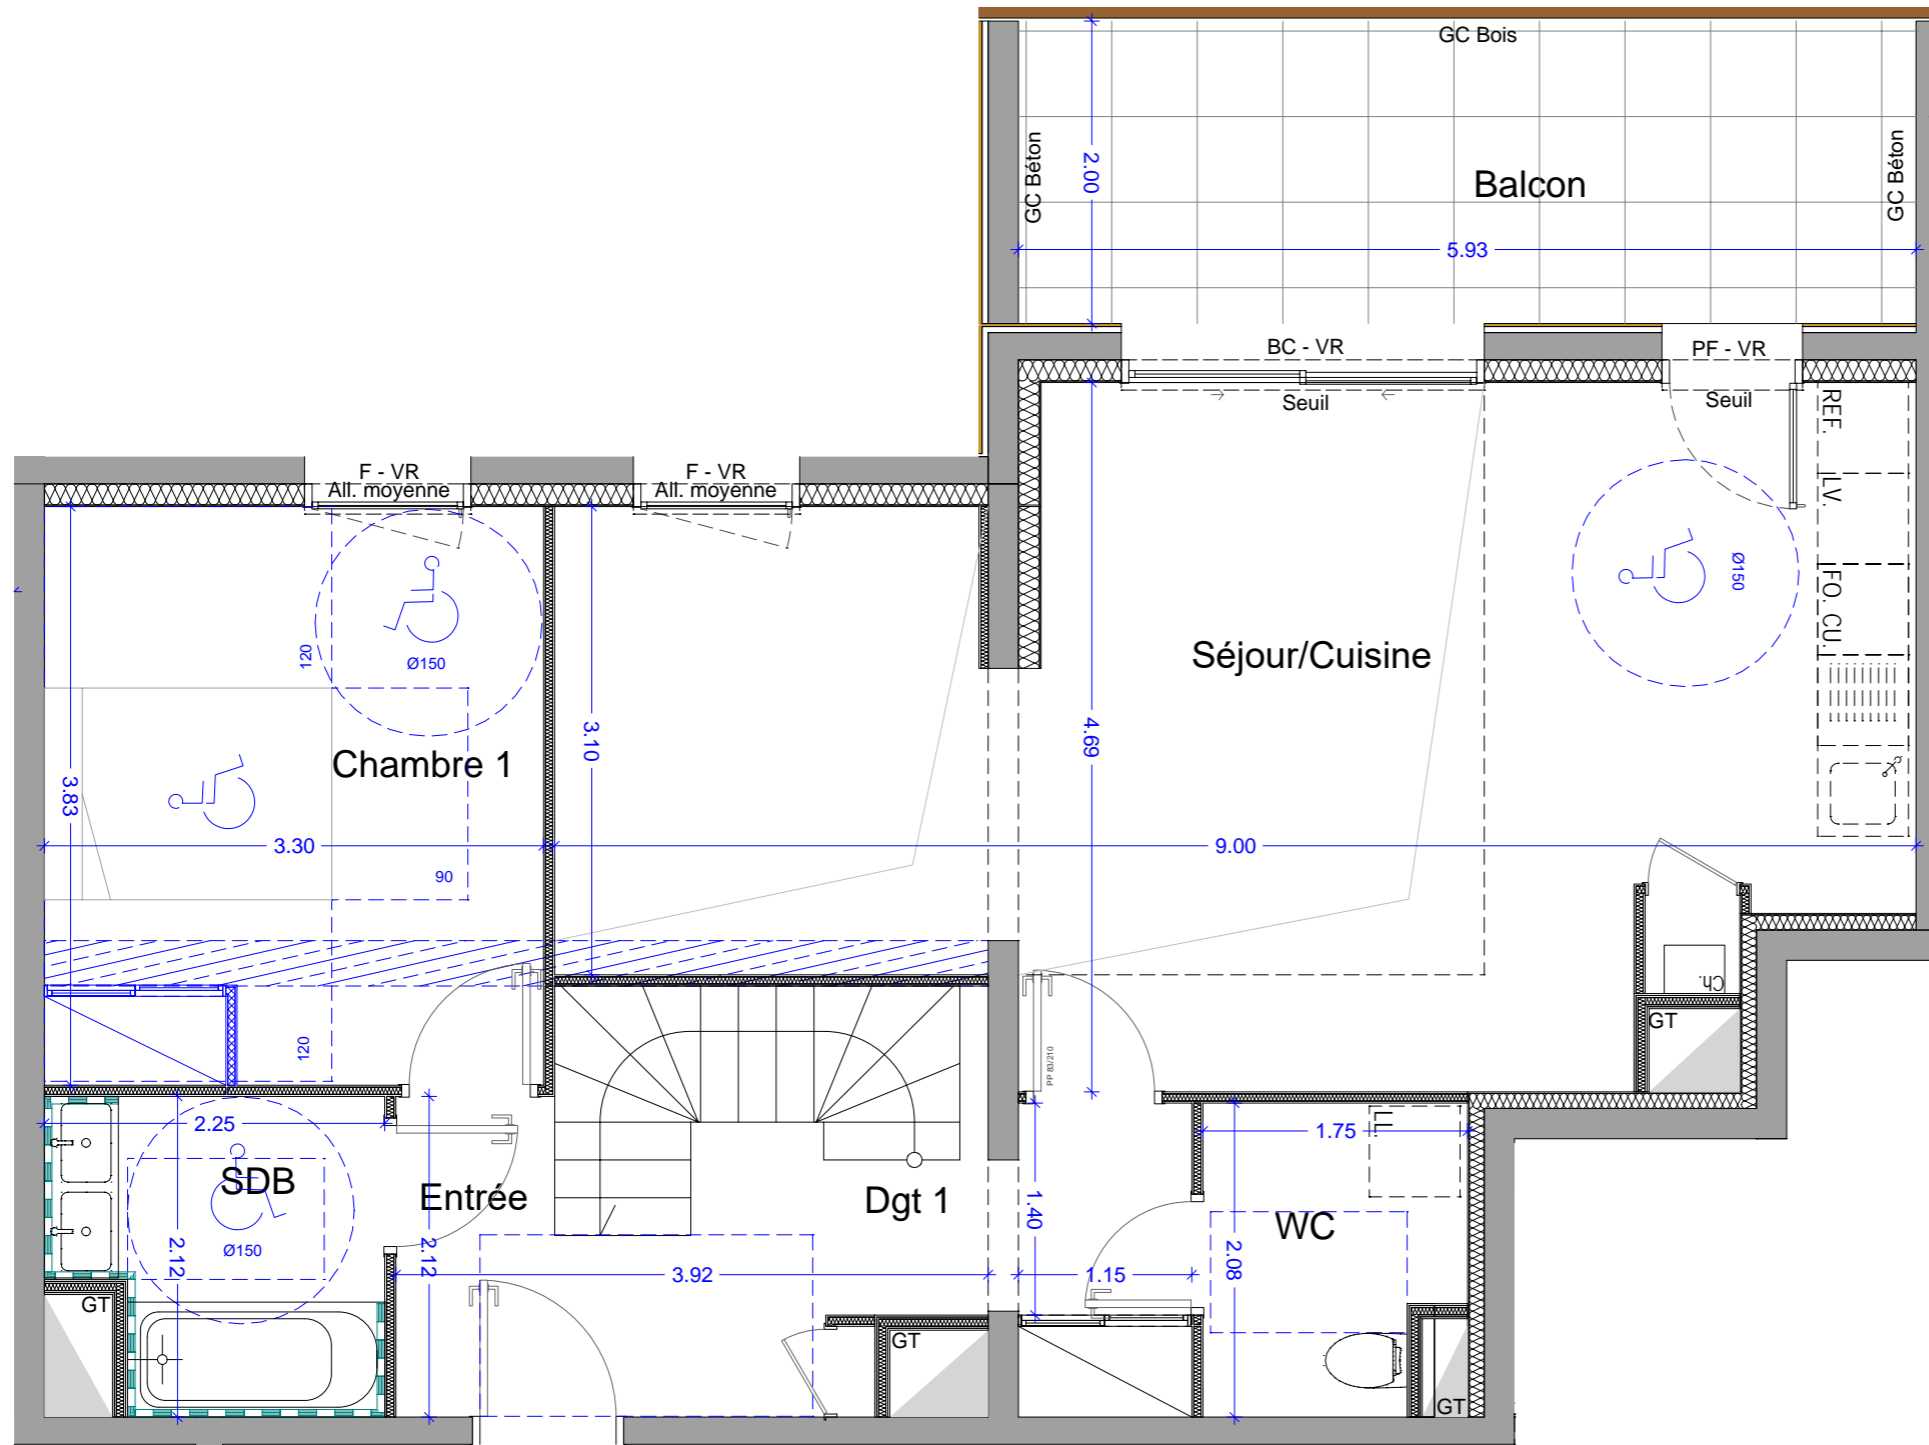 GC Bois
GC Béton
2.00
Balcon
GC Béton
5.93
BC - VR
PF - VR
Seuil
Seuil
REF.
F - VR
All. moyenne
F - VR
All. moyenne
LV.
Ø150
FO. CU.
120
Ø150
Séjour/Cuisine
3.10
4.69
Chambre 1
3.83
3.30
9.00
90
Ch.
GT
120
PP 83/210
2.25
1.75
LL.
SDB
Entrée
Dgt 1
1.40
WC
Ø150
2.12
2.12
3.92
1.15
2.08
GT
GT
GT